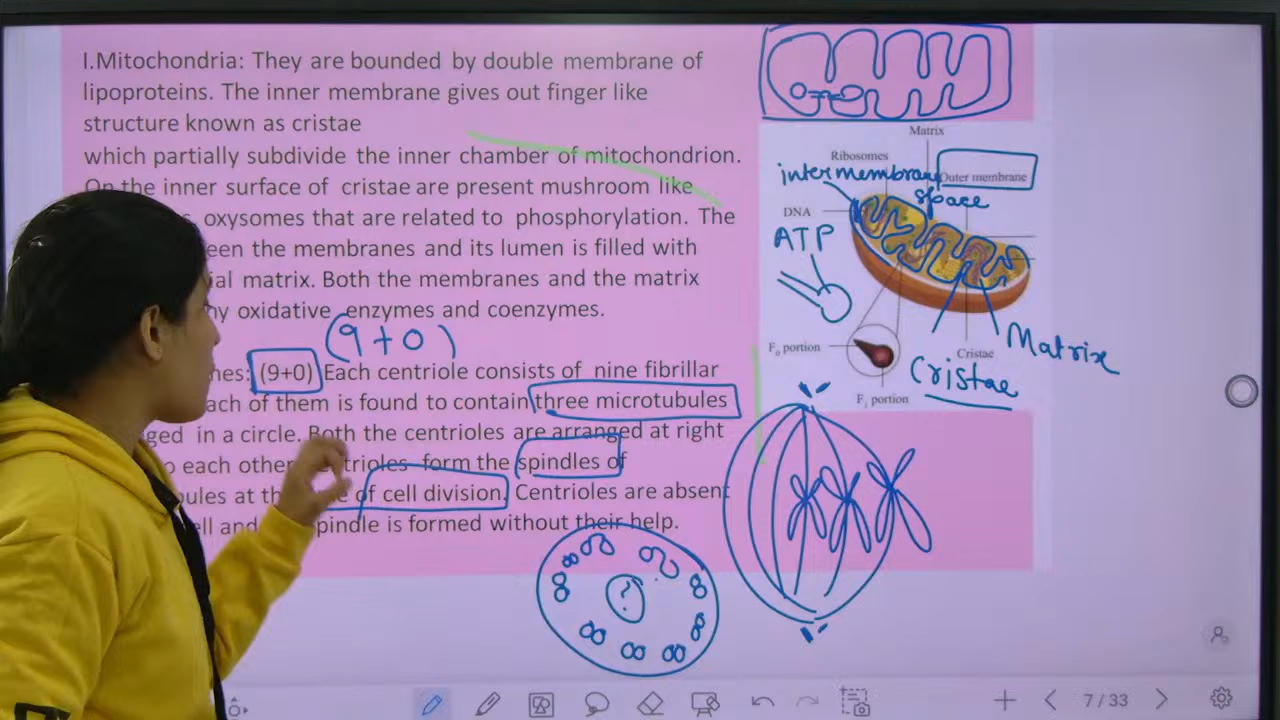 I.Mitochondria: They are bounded by double membrane of
lipoproteins. The inner membrane gives out finger like
structure known as cristae
which partially subdivide the inner chamber of mitochondrion.
On the inner surface of cristae are present mushroom like
oxysomes that are related to phosphorylation. The
the membranes and its lumen is filled with
matrix. Both the membranes and the matrix
oxidative enzymes and coenzymes.
(9+0)
(9+0) Each centriole consists of nine fibrillar
of them is found to contain three microtubules
in a circle. Both the centrioles are arranged at right
each other form the spindles of
at of cell division. Centrioles are absent
and spindle is formed without their help.
Matrix
Ribosomes
intermembrane
space
Outer membrane
DNA
ATP
Matrix
F₀ portion
Cristae
Cristae
F₁ portion
?
7 / 33